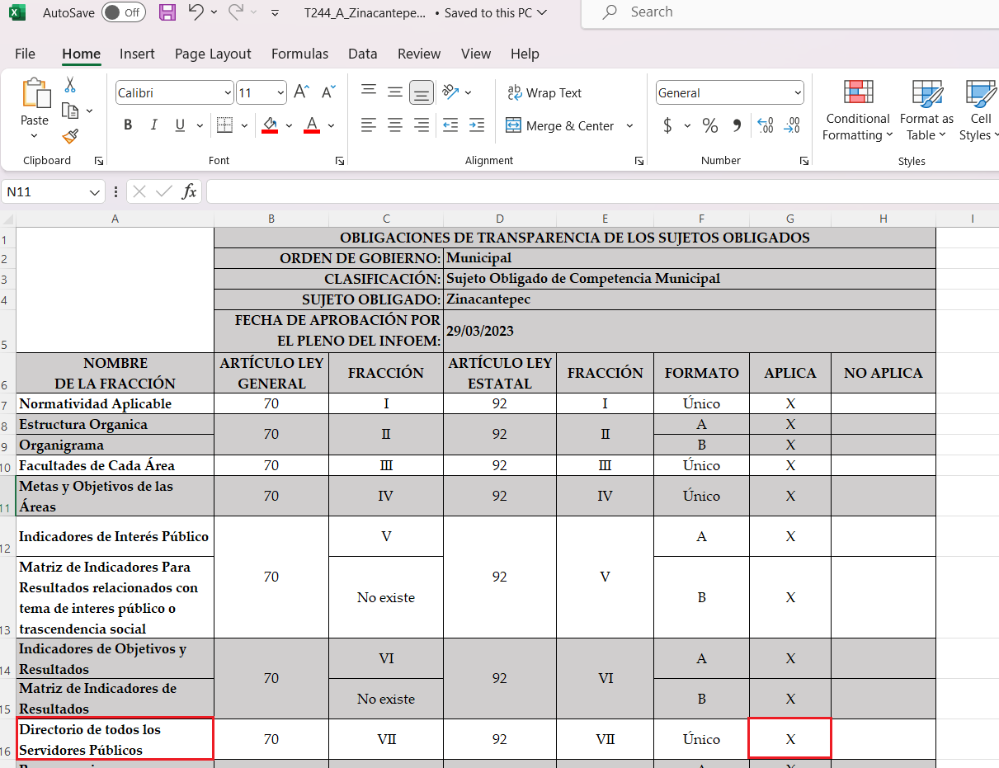 AutoSave Off T244_A_Zinacantepe... • Saved to this PC Search
File Home Insert Page Layout Formulas Data Review View Help
Calibri 11 Wrap Text General
Paste Conditional Format as Cell
B I U A Merge & Center $ % Formatting Table Styles
Clipboard Font Alignment Number Styles
N11 fx
A B C D E F G H I
1 OBLIGACIONES DE TRANSPARENCIA DE LOS SUJETOS OBLIGADOS
2 ORDEN DE GOBIERNO: Municipal
3 CLASIFICACIÓN: Sujeto Obligado de Competencia Municipal
4 SUJETO OBLIGADO: Zinacantepec
FECHA DE APROBACIÓN POR
5 EL PLENO DEL INFOEM: 29/03/2023
NOMBRE ARTÍCULO LEY FRACCIÓN ARTÍCULO LEY FRACCIÓN FORMATO APLICA NO APLICA
6 DE LA FRACCIÓN GENERAL ESTATAL
7 Normatividad Aplicable 70 I 92 I Único X
8 Estructura Organica 70 II 92 II A X
9 Organigrama B X
10 Facultades de Cada Área 70 III 92 III Único X
Metas y Objetivos de las
11 Áreas 70 IV 92 IV Único X
12 Indicadores de Interés Público V A X
Matriz de Indicadores Para
Resultados relacionados con 70 92 V
tema de interes público o No existe B X
13 trascendencia social
Indicadores de Objetivos y
14 Resultados VI A X
70 92 VI
Matriz de Indicadores de
15 Resultados No existe B X
Directorio de todos los
16 Servidores Públicos 70 VII 92 VII Único X